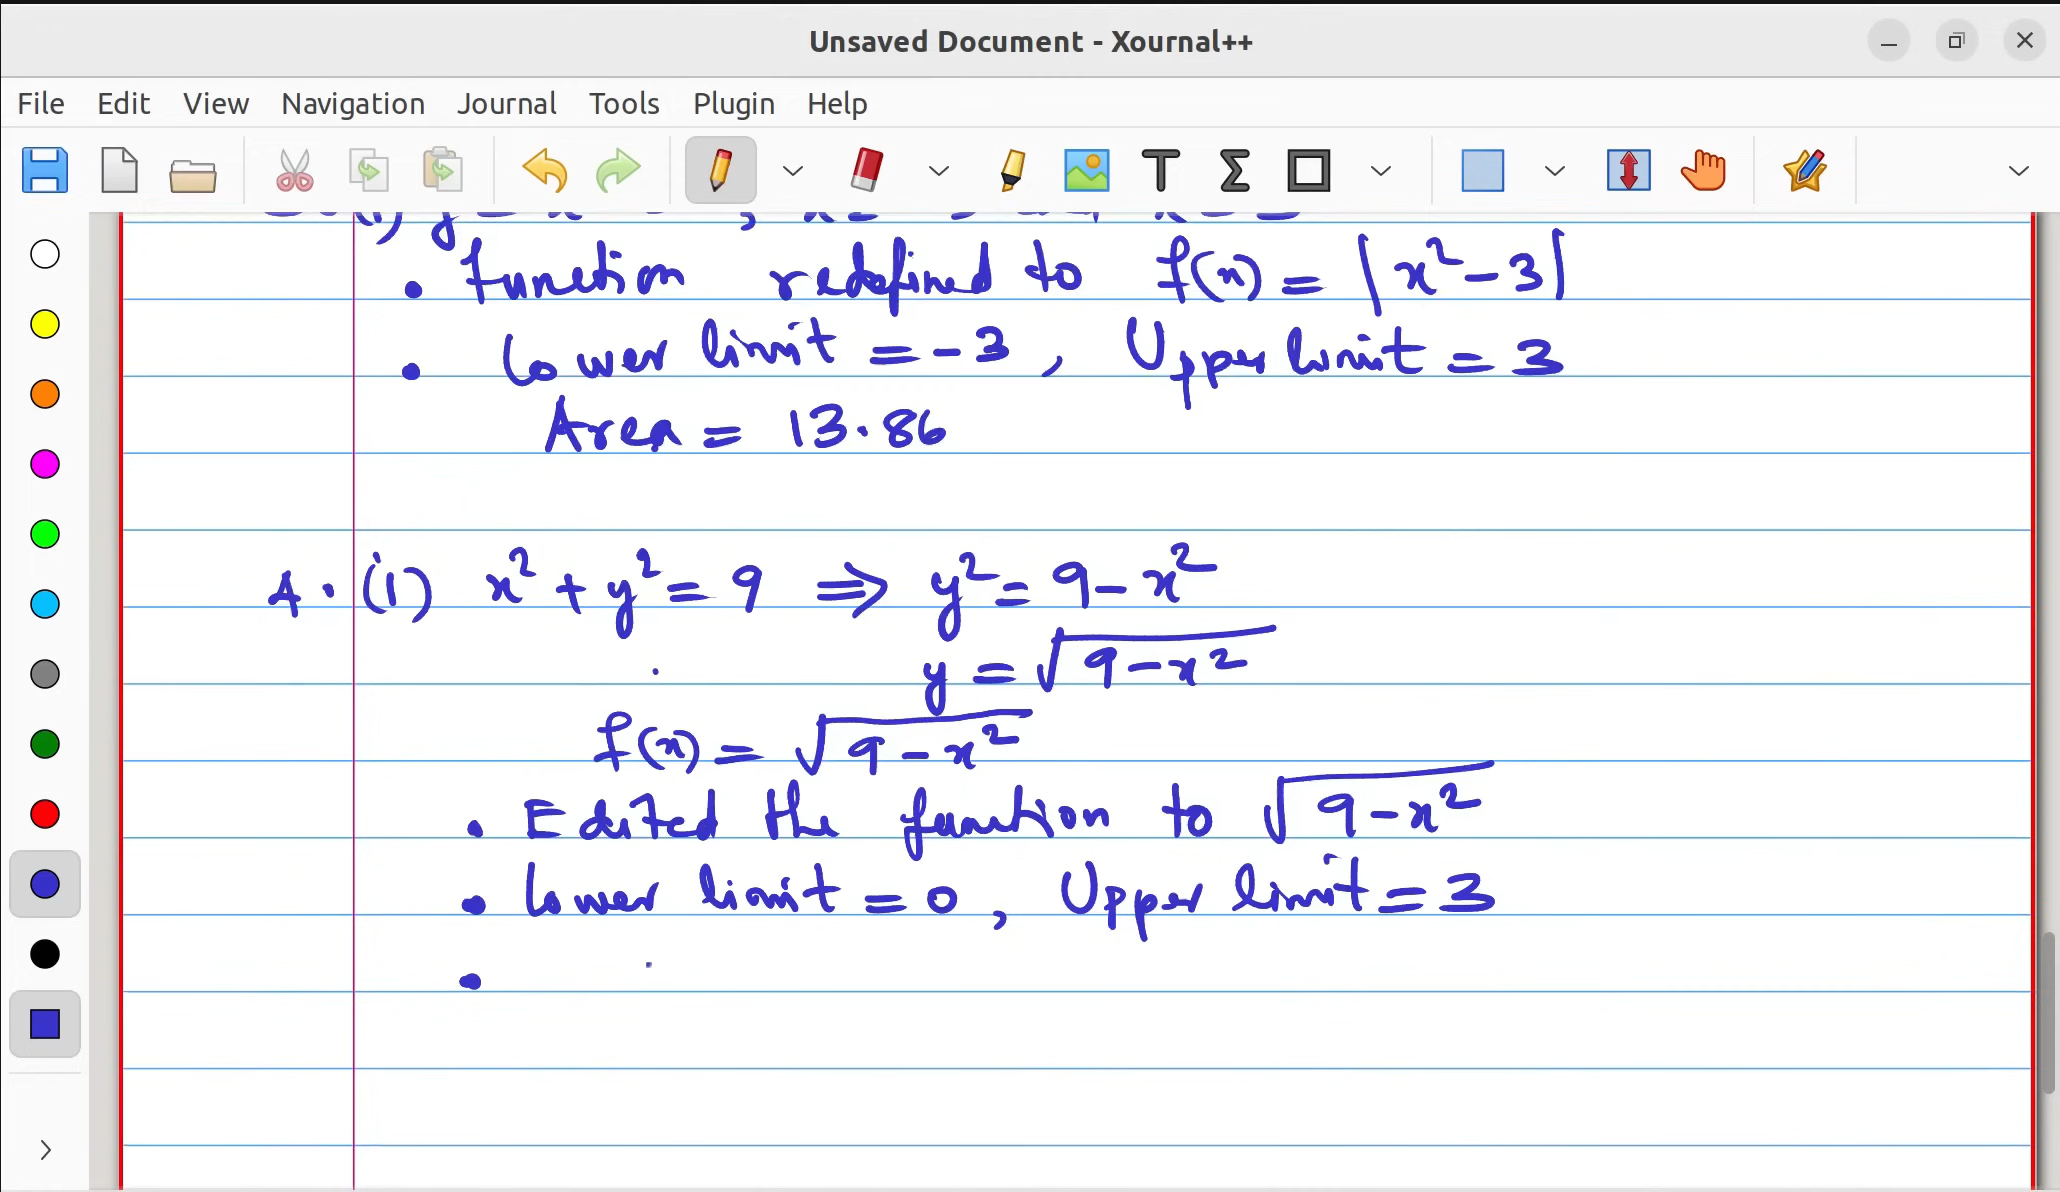 Unsaved Document - Xournal++
File Edit View Navigation Journal Tools Plugin Help
• function redefined to f(x) = |x² - 3|
• Lower limit = -3, Upper limit = 3
Area = 13.86
4. (i) x² + y² = 9 ⇒ y² = 9 - x²
y = √(9 - x²)
f(x) = √(9 - x²)
• Edited the function to √(9 - x²)
• Lower limit = 0, Upper limit = 3
•